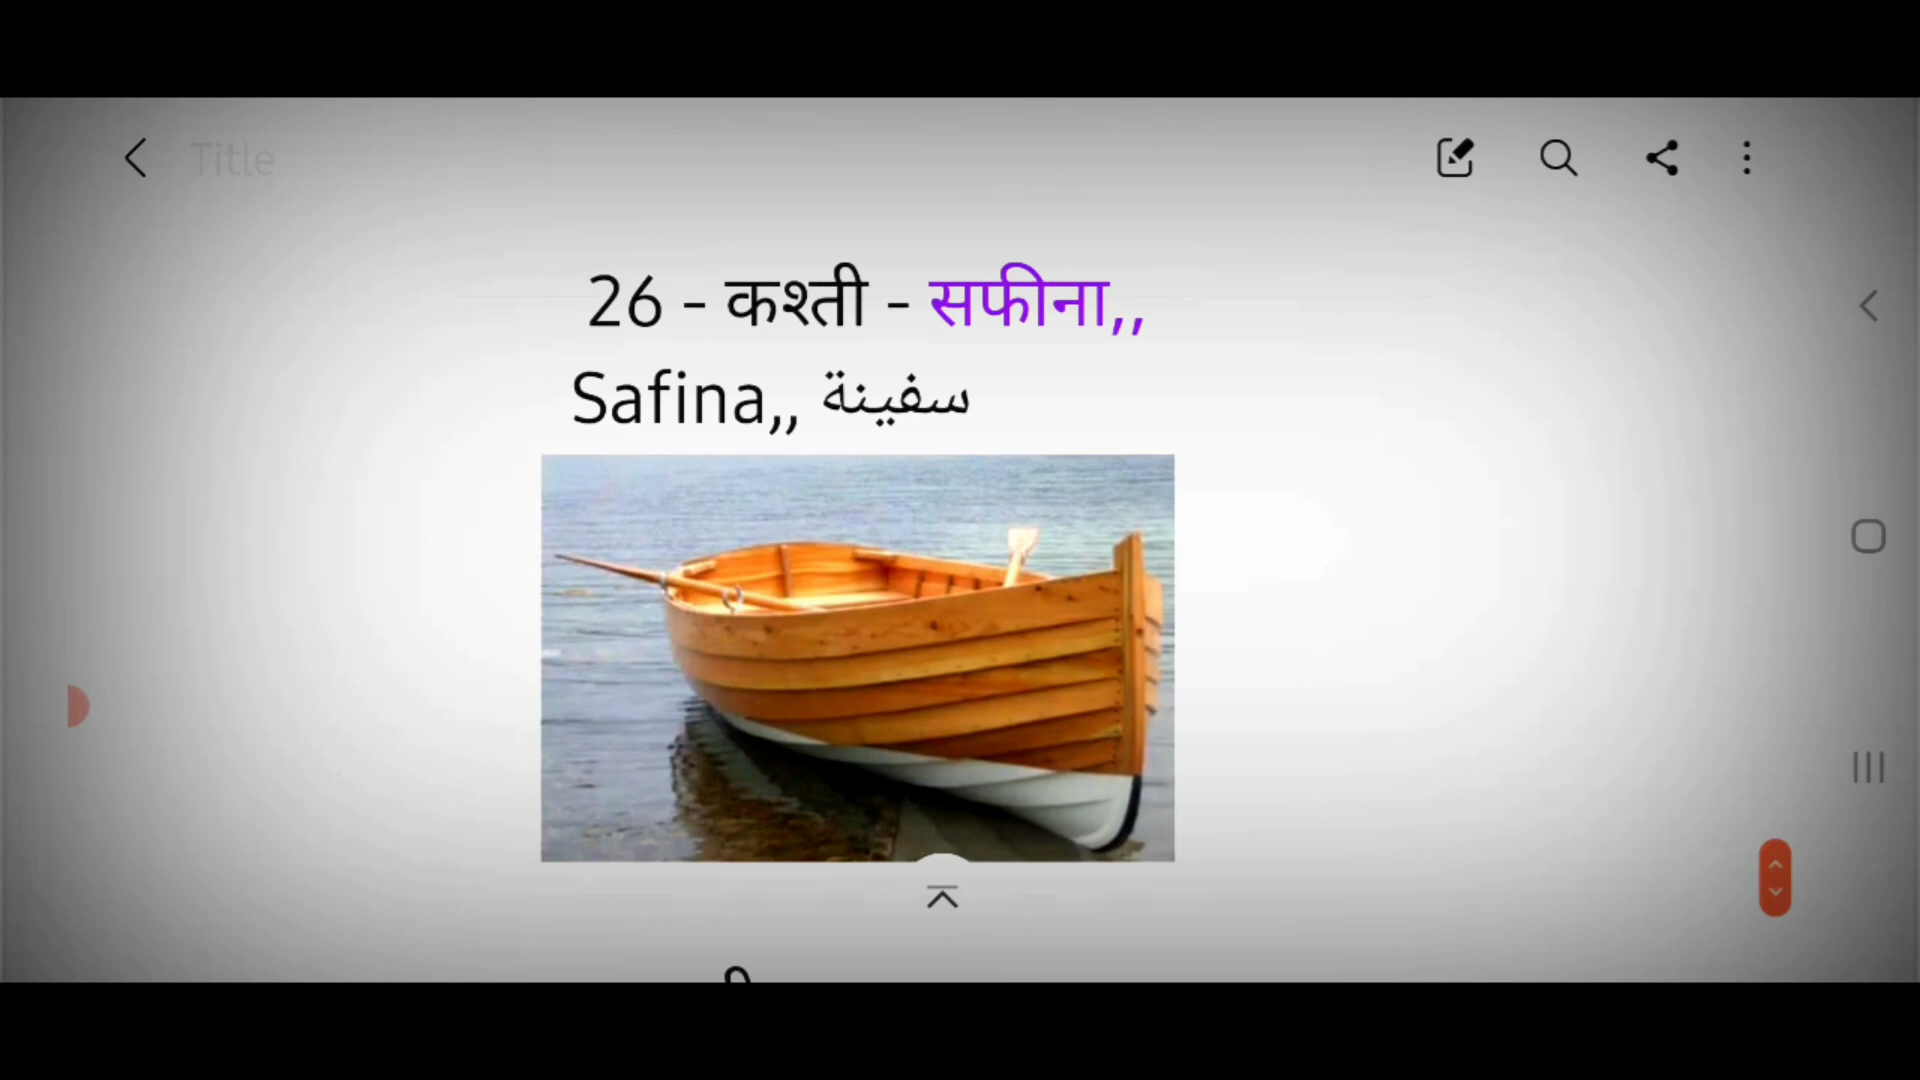 Title
26 - कश्ती - सफीना,,
Safina,, سفينة